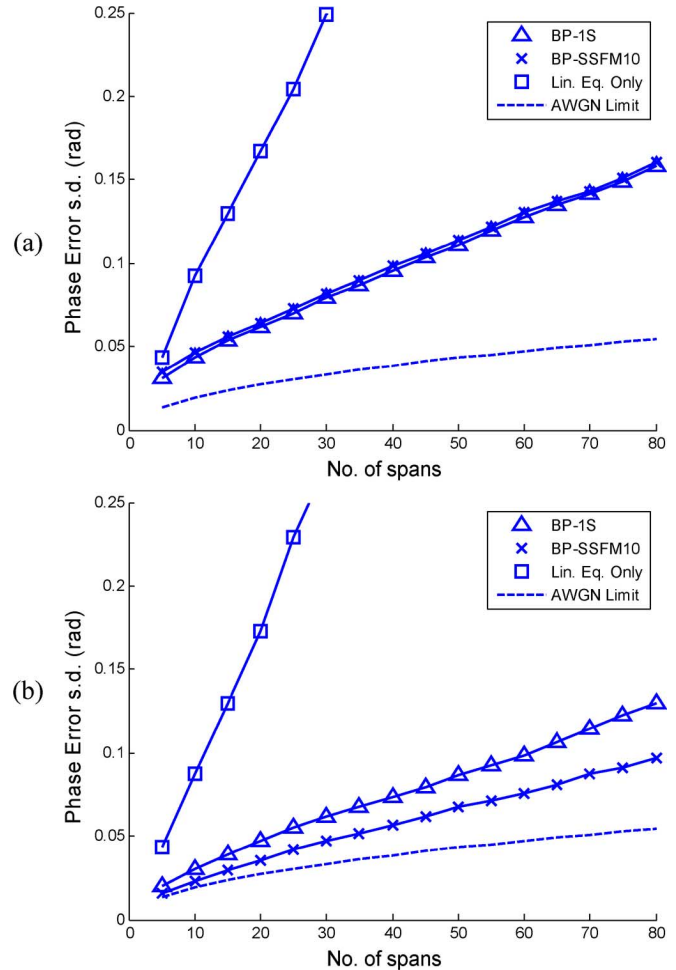 (a)
Phase Error s.d. (rad)
0.25
0.2
0.15
0.1
0.05
0
BP-1S
BP-SSFM10
Lin. Eq. Only
AWGN Limit
0 10 20 30 40 50 60 70 80
No. of spans
(b)
Phase Error s.d. (rad)
0.25
0.2
0.15
0.1
0.05
0
BP-1S
BP-SSFM10
Lin. Eq. Only
AWGN Limit
0 10 20 30 40 50 60 70 80
No. of spans